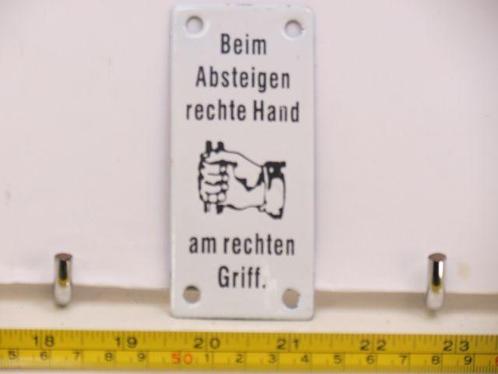 Beim
Absteigen
rechte Hand
am rechten
Griff.
18 19 20 21 22 23
5 6 7 8 9 50 1 2 3 4 5 6 7 8 9